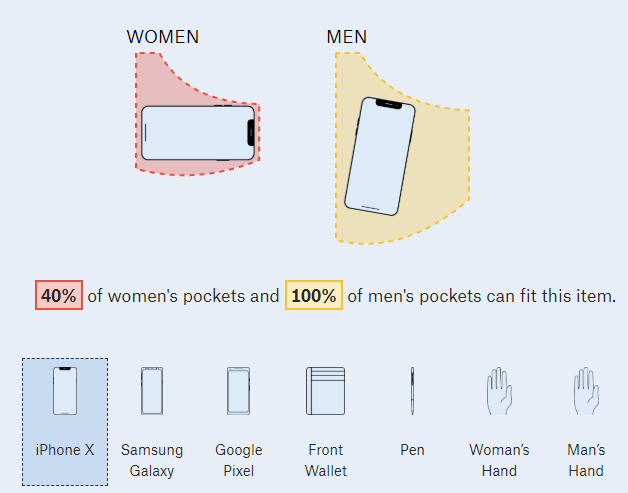 WOMEN MEN
40% of women's pockets and 100% of men's pockets can fit this item.
iPhone X
Samsung Galaxy
Google Pixel
Front Wallet
Pen
Woman’s Hand
Man’s Hand